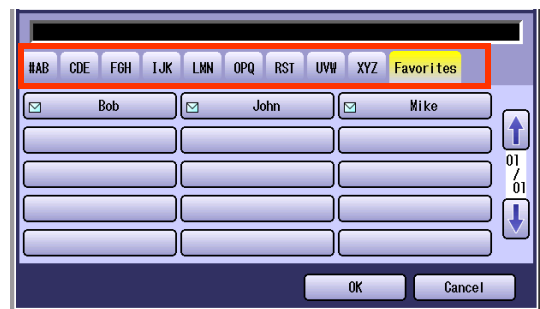 #AB CDE FGH IJK LMN OPQ RST UVW XYZ Favorites
Bob John Mike
01
/
01
OK Cancel